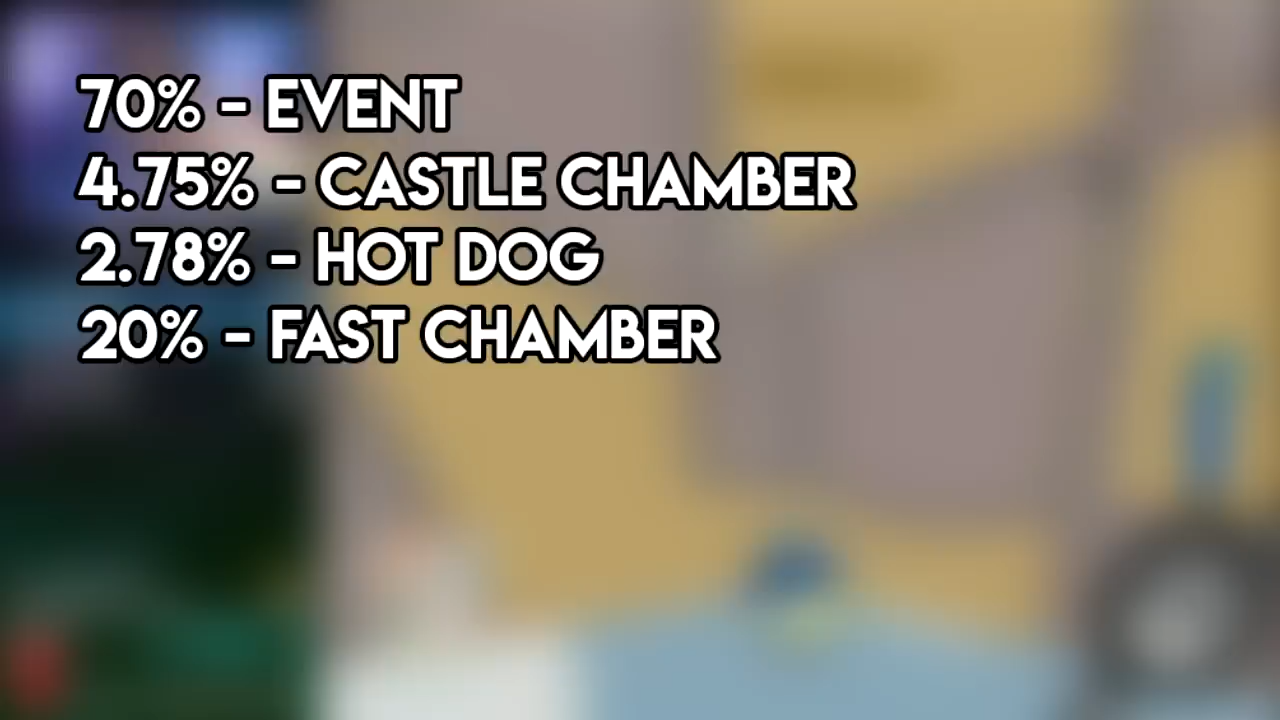 70% - EVENT
4.75% - CASTLE CHAMBER
2.78% - HOT DOG
20% - FAST CHAMBER